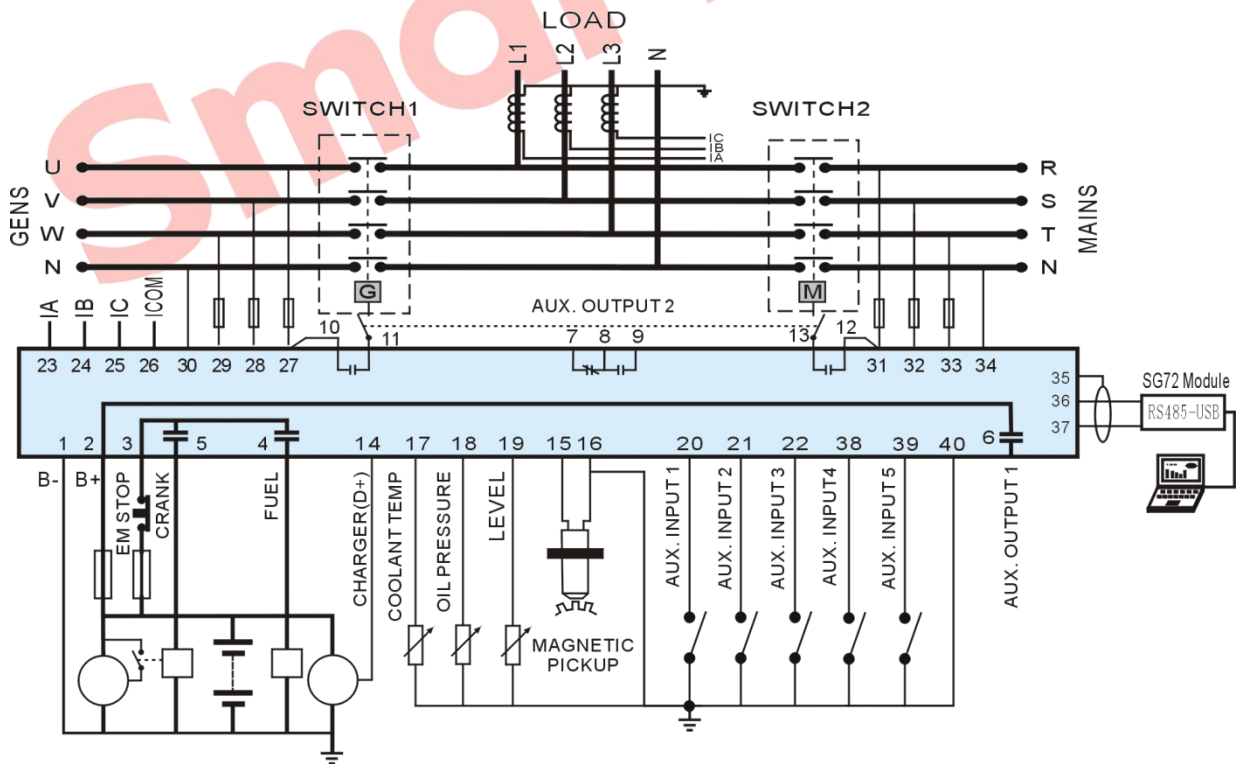 Smar
LOAD
L1 L2 L3 N
SWITCH1 SWITCH2
IC
IB
IA
GENS
U
V
W
N
R
S
T
N
MAINS
G
M
AUX. OUTPUT 2
IA IB IC ICOM
10 11 7 8 9 13 12
23 24 25 26 30 29 28 27 31 32 33 34
35
36
37
SG72 Module
RS485-USB
1 2 3 5 4 14 17 18 19 15 16 20 21 22 38 39 40 6
B- B+
EM STOP
CRANK
FUEL
CHARGER(D+)
COOLANT TEMP
OIL PRESSURE
LEVEL
MAGNETIC
PICKUP
AUX. INPUT 1
AUX. INPUT 2
AUX. INPUT 3
AUX. INPUT 4
AUX. INPUT 5
AUX. OUTPUT 1